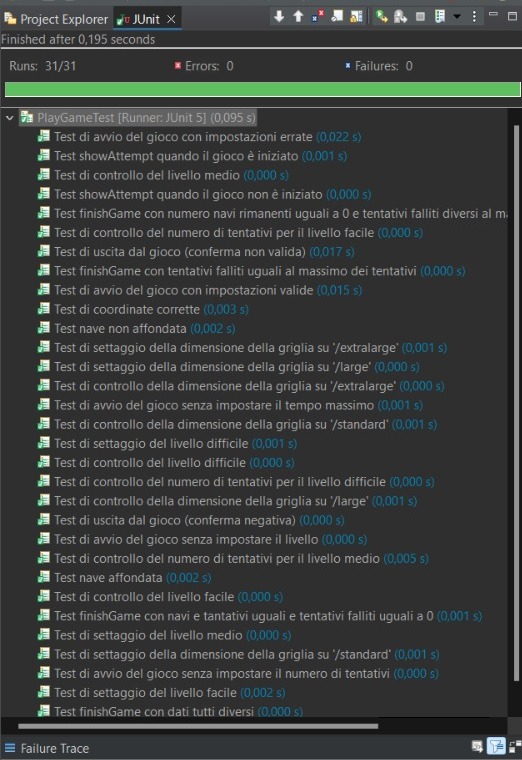 Project Explorer JUnit
Finished after 0,195 seconds
Runs: 31/31 Errors: 0 Failures: 0
PlayGameTest [Runner: JUnit 5] (0,095 s)
Test di avvio del gioco con impostazioni errate (0,022 s)
Test showAttempt quando il gioco è iniziato (0,001 s)
Test di controllo del livello medio (0,000 s)
Test showAttempt quando il gioco non è iniziato (0,000 s)
Test finishGame con numero navi rimanenti uguali a 0 e tentativi falliti diversi al ma
Test di controllo del numero di tentativi per il livello facile (0,000 s)
Test di uscita dal gioco (conferma non valida) (0,017 s)
Test finishGame con tentativi falliti uguali al massimo dei tentativi (0,000 s)
Test di avvio del gioco con impostazioni valide (0,015 s)
Test di coordinate corrette (0,003 s)
Test nave non affondata (0,002 s)
Test di settaggio della dimensione della griglia su '/extralarge' (0,001 s)
Test di settaggio della dimensione della griglia su '/large' (0,000 s)
Test di controllo della dimensione della griglia su '/extralarge' (0,000 s)
Test di avvio del gioco senza impostare il tempo massimo (0,001 s)
Test di controllo della dimensione della griglia su '/standard' (0,001 s)
Test di settaggio del livello difficile (0,001 s)
Test di controllo del livello difficile (0,000 s)
Test di controllo del numero di tentativi per il livello difficile (0,000 s)
Test di controllo della dimensione della griglia su '/large' (0,001 s)
Test di uscita dal gioco (conferma negativa) (0,000 s)
Test di avvio del gioco senza impostare il livello (0,000 s)
Test di controllo del numero di tentativi per il livello medio (0,005 s)
Test nave affondata (0,002 s)
Test di controllo del livello facile (0,000 s)
Test finishGame con navi e tantativi uguali e tentativi falliti uguali a 0 (0,001 s)
Test di settaggio del livello medio (0,000 s)
Test di settaggio della dimensione della griglia su '/standard' (0,001 s)
Test di avvio del gioco senza impostare il numero di tentativi (0,000 s)
Test di settaggio del livello facile (0,002 s)
Test finishGame con dati tutti diversi (0,000 s)
Failure Trace